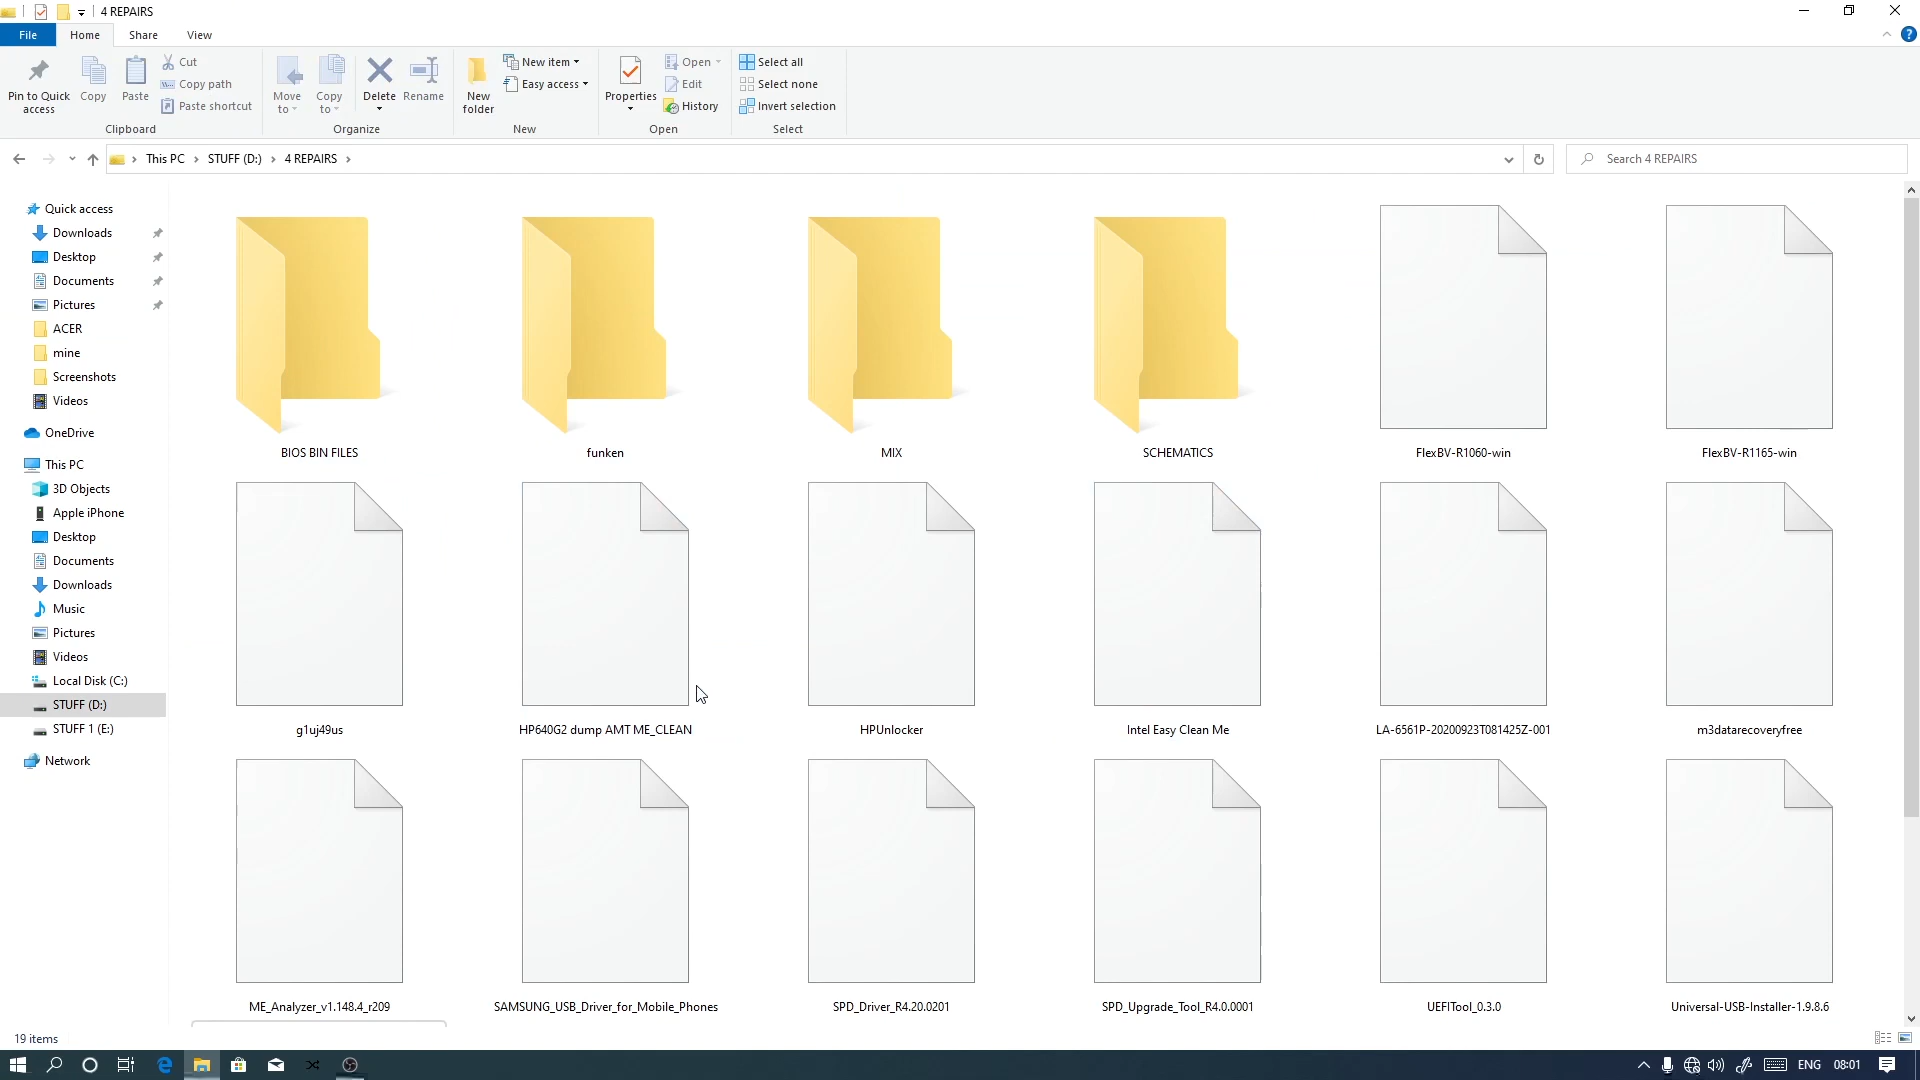 4 REPAIRS
File Home Share View
Pin to Quick access
Copy
Paste
Cut
Copy path
Paste shortcut
Clipboard
Move to
Copy to
Delete
Rename
Organize
New folder
New item
Easy access
New
Properties
Open
Edit
History
Open
Select all
Select none
Invert selection
Select
This PC STUFF (D:) 4 REPAIRS
Search 4 REPAIRS
Quick access
Downloads
Desktop
Documents
Pictures
ACER
mine
Screenshots
Videos
OneDrive
This PC
3D Objects
Apple iPhone
Desktop
Documents
Downloads
Music
Pictures
Videos
Local Disk (C:)
STUFF (D:)
STUFF 1 (E:)
Network
BIOS BIN FILES funken MIX SCHEMATICS FlexBV-R1060-win FlexBV-R1165-win
g1uj49us HP640G2 dump AMT ME_CLEAN HPUnlocker Intel Easy Clean Me LA-6561P-20200923T081425Z-001 m3datarecoveryfree
ME_Analyzer_v1.148.4_r209 SAMSUNG_USB_Driver_for_Mobile_Phones SPD_Driver_R4.20.0201 SPD_Upgrade_Tool_R4.0.0001 UEFITool_0.3.0 Universal-USB-Installer-1.9.8.6
19 items
ENG 08:01